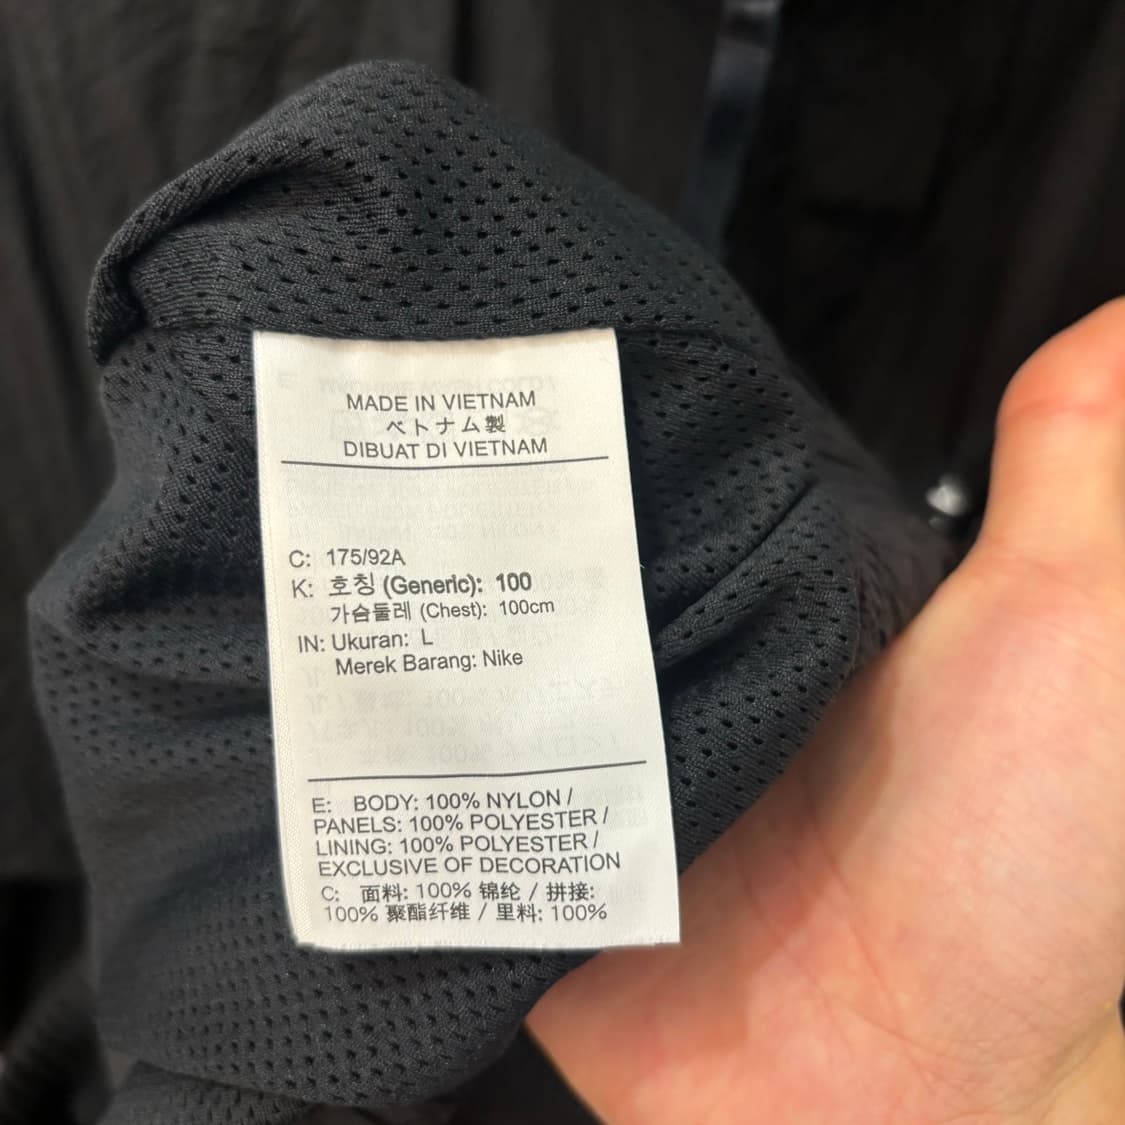 MADE IN VIETNAM
ベトナム製
DIBUAT DI VIETNAM
C: 175/92A
K: 호칭 (Generic): 100
가슴둘레 (Chest): 100cm
IN: Ukuran: L
Merek Barang: Nike
E: BODY: 100% NYLON /
PANELS: 100% POLYESTER /
LINING: 100% POLYESTER /
EXCLUSIVE OF DECORATION
C: 面料: 100% 锦纶 / 拼接:
100% 聚酯纤维 / 里料: 100%